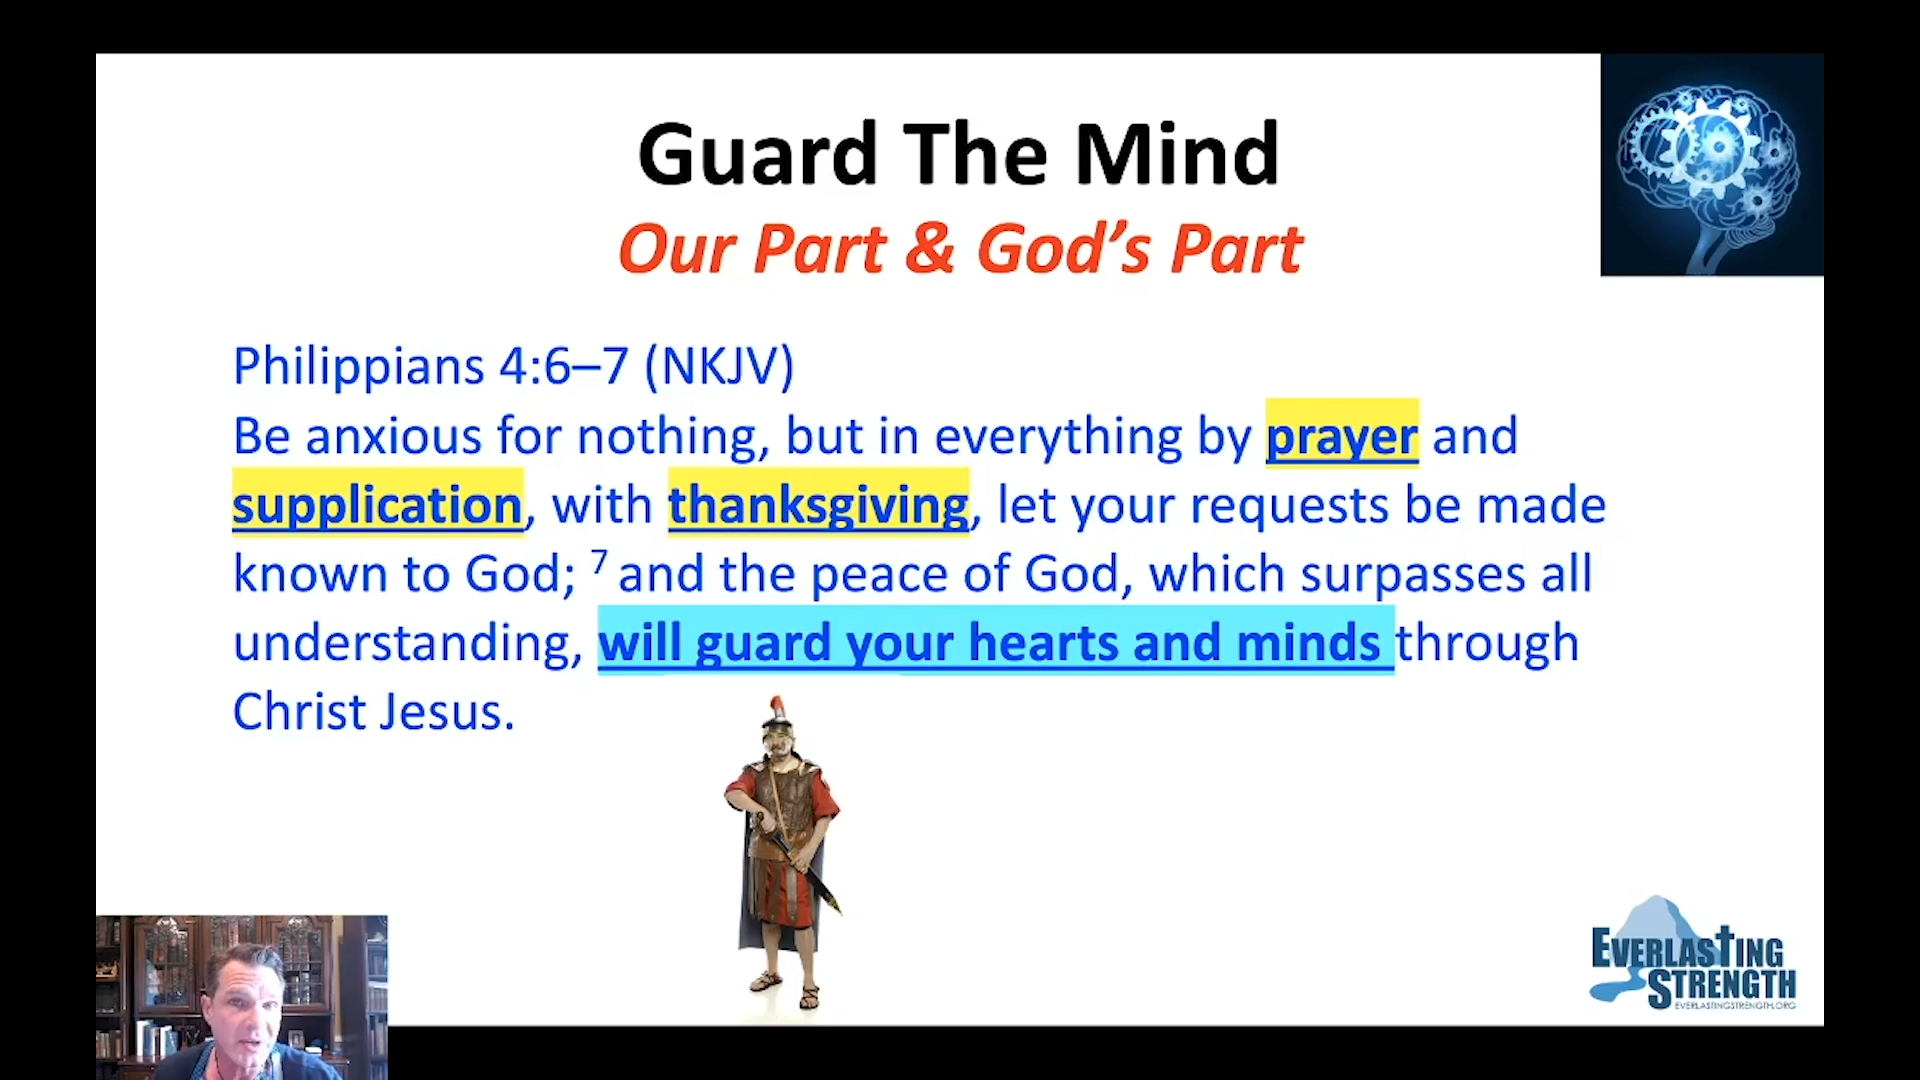 Guard The Mind
Our Part & God’s Part
Philippians 4:6–7 (NKJV)
Be anxious for nothing, but in everything by prayer and
supplication, with thanksgiving, let your requests be made
known to God; 7 and the peace of God, which surpasses all
understanding, will guard your hearts and minds through
Christ Jesus.
EVERLASTING
STRENGTH
EVERLASTINGSTRENGTH.ORG